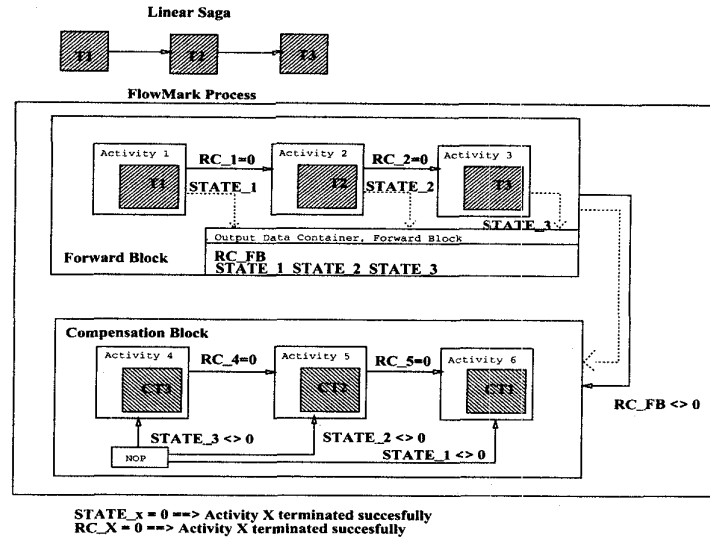 Linear Saga
T1 T2 T3
FlowMark Process
Activity 1 RC_1=0 Activity 2 RC_2=0 Activity 3
T1 STATE_1 T2 STATE_2 T3
STATE_3
Output Data Container, Forward Block
Forward Block
RC_FB
STATE_1 STATE_2 STATE_3
Compensation Block
Activity 4 RC_4=0 Activity 5 RC_5=0 Activity 6
CT3 CT2 CT1
RC_FB <> 0
STATE_3 <> 0 STATE_2 <> 0
STATE_1 <> 0
NOP
STATE_x = 0 ==> Activity X terminated succesfully
RC_X = 0 ==> Activity X terminated succesfully